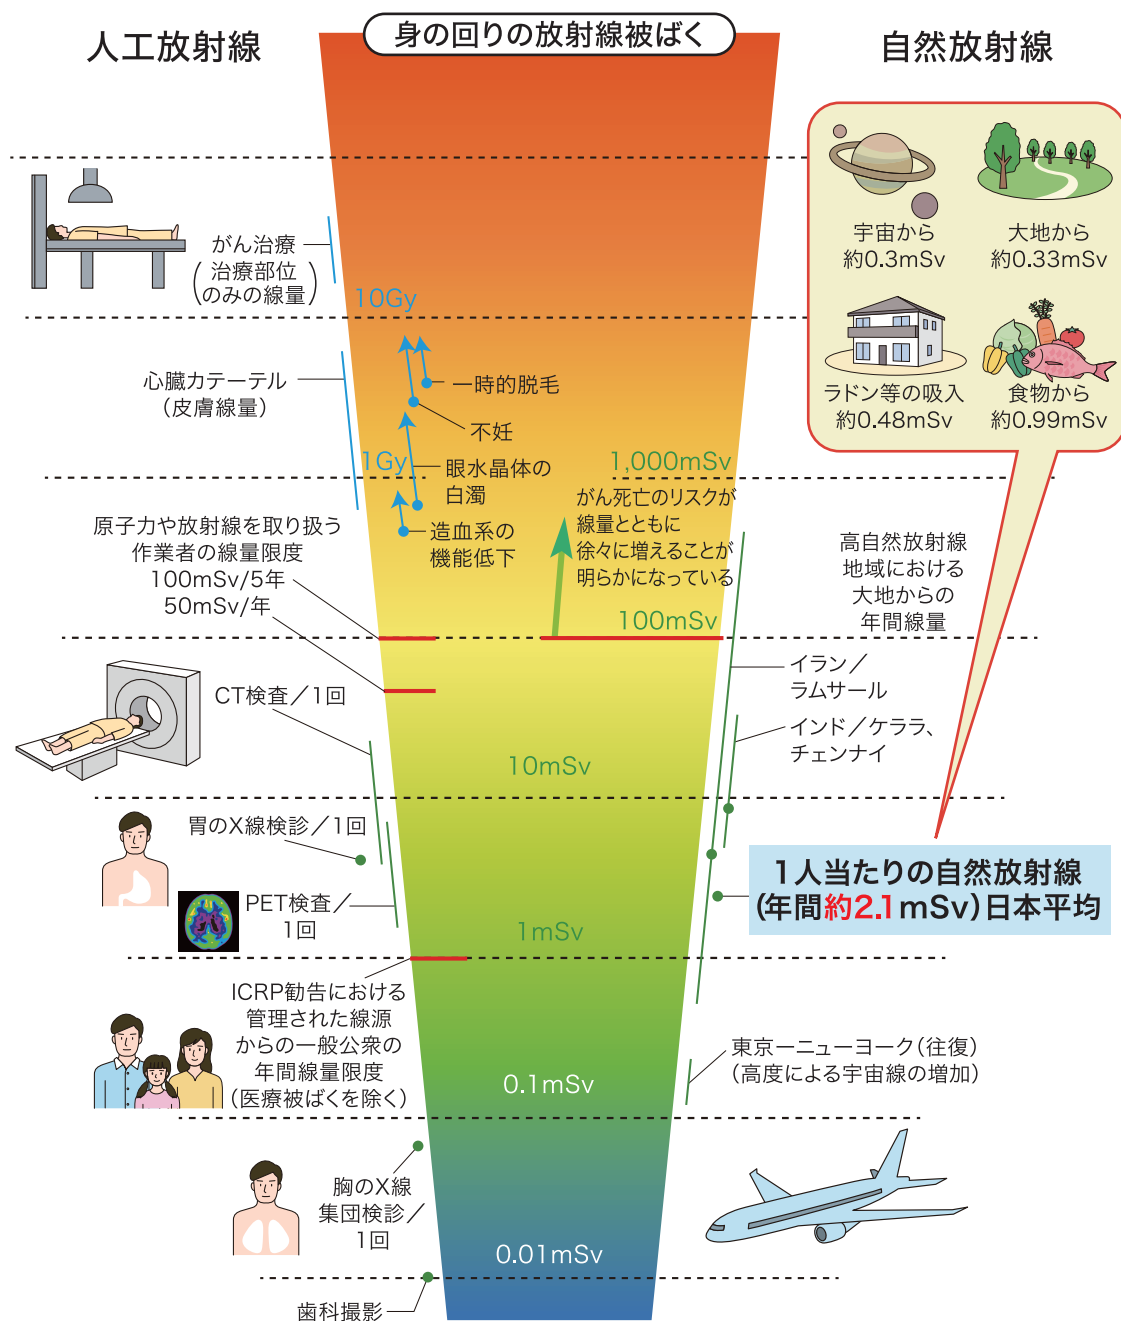 身の回りの放射線被ばく
人工放射線
自然放射線
宇宙から
約0.3mSv
大地から
約0.33mSv
ラドン等の吸入
約0.48mSv
食物から
約0.99mSv
がん治療
(治療部位
のみの線量)
10Gy
心臓カテーテル
(皮膚線量)
一時的脱毛
不妊
1Gy
眼水晶体の
白濁
造血系の
機能低下
1,000mSv
がん死亡のリスクが
線量とともに
徐々に増えることが
明らかになっている
原子力や放射線を取り扱う
作業者の線量限度
100mSv/5年
50mSv/年
100mSv
高自然放射線
地域における
大地からの
年間線量
イラン/
ラムサール
インド/ケララ、
チェンナイ
CT検査/1回
10mSv
胃のX線検診/1回
PET検査/
1回
1人当たりの自然放射線
(年間約2.1mSv)日本平均
1mSv
ICRP勧告における
管理された線源
からの一般公衆の
年間線量限度
(医療被ばくを除く)
東京ーニューヨーク(往復)
(高度による宇宙線の増加)
0.1mSv
胸のX線
集団検診/
1回
0.01mSv
歯科撮影